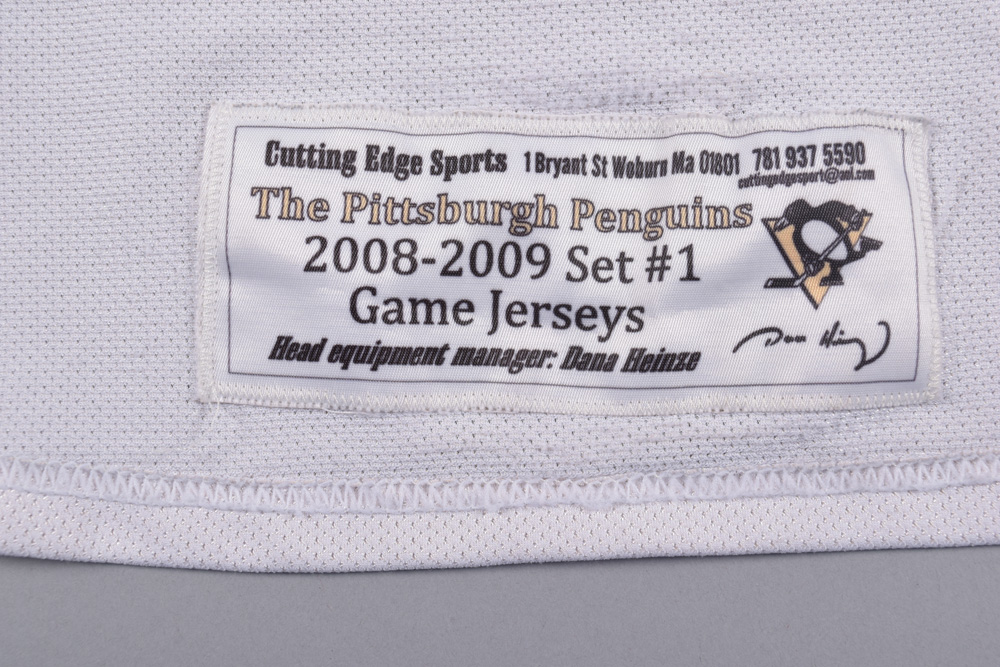 Cutting Edge Sports 1 Bryant St Woburn Ma 01801 781 937 5590
cuttingedgesport@aol.com
The Pittsburgh Penguins
2008-2009 Set #1
Game Jerseys
Head equipment manager: Dana Heinze